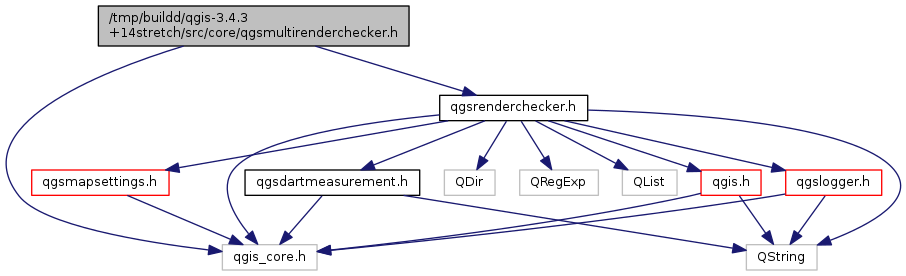 /tmp/buildd/qgis-3.4.3
+14stretch/src/core/qgsmultirenderchecker.h
qgsrenderchecker.h
qgsmapsettings.h
qgsdartmeasurement.h
QDir
QRegExp
QList
qgis.h
qgslogger.h
qgis_core.h
QString